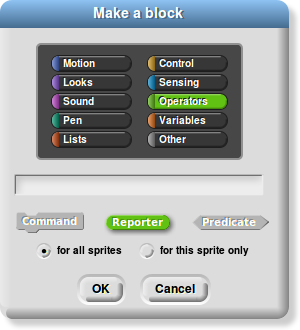 Make a block
Motion Control
Looks Sensing
Sound Operators
Pen Variables
Lists Other
Command Reporter Predicate
for all sprites for this sprite only
OK Cancel